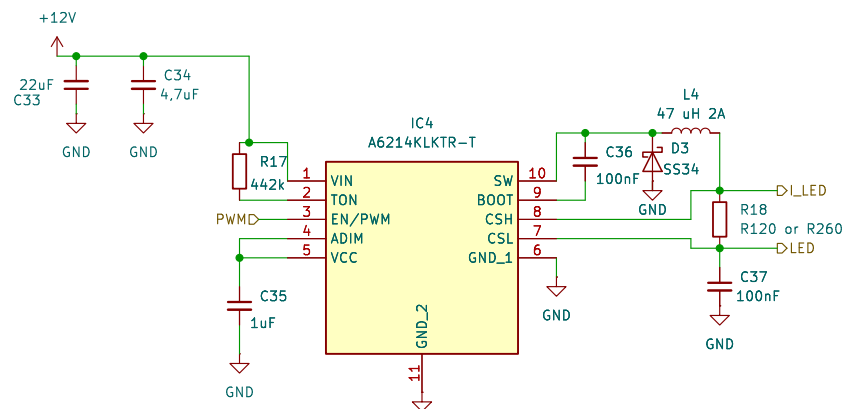 +12V
22uF
C33
C34
4,7uF
GND
GND
IC4
A6214KLKTR-T
L4
47 uH 2A
R17
442k
C36
100nF
D3
SS34
GND
1 VIN
2 TON
3 EN/PWM
4 ADIM
5 VCC
SW 10
BOOT 9
CSH 8
CSL 7
GND_1 6
GND_2
11
PWM
I_LED
R18
R120 or R260
LED
C35
1uF
GND
GND
C37
100nF
GND